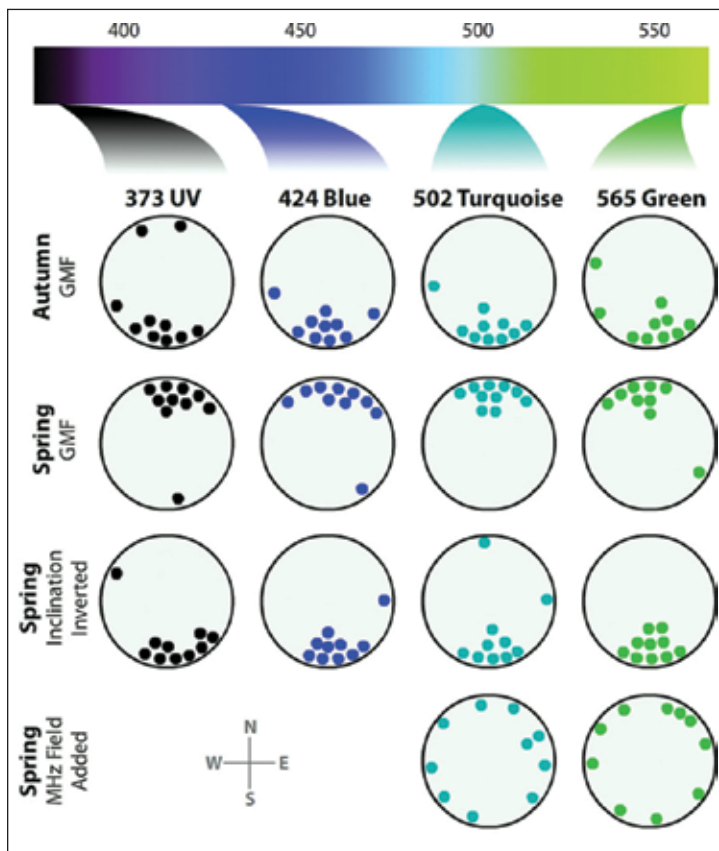 400 450 500 550
373 UV 424 Blue 502 Turquoise 565 Green
Autumn
GMF
Spring
GMF
Spring
Inclination
Inverted
Spring
MHz Field
Added
N
W E
S